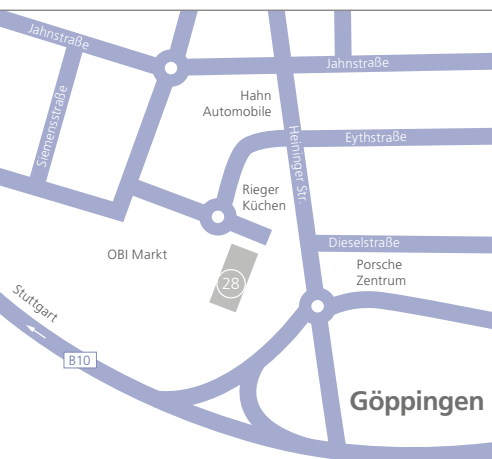 Jahnstraße
Jahnstraße
Hahn
Automobile
Siemensstraße
Heininger Str.
Eythstraße
Rieger
Küchen
Dieselstraße
OBI Markt
Porsche
Zentrum
28
Stuttgart
B10
Göppingen